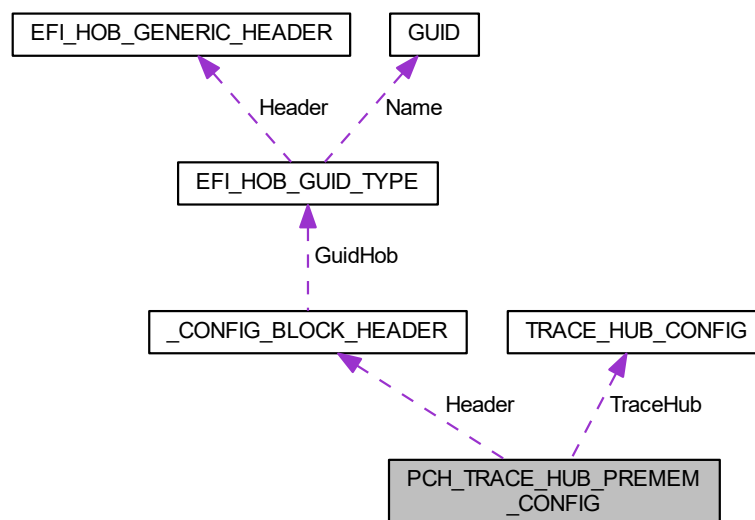 EFI_HOB_GENERIC_HEADER
GUID
Header
Name
EFI_HOB_GUID_TYPE
GuidHob
_CONFIG_BLOCK_HEADER
TRACE_HUB_CONFIG
Header
TraceHub
PCH_TRACE_HUB_PREMEM
_CONFIG